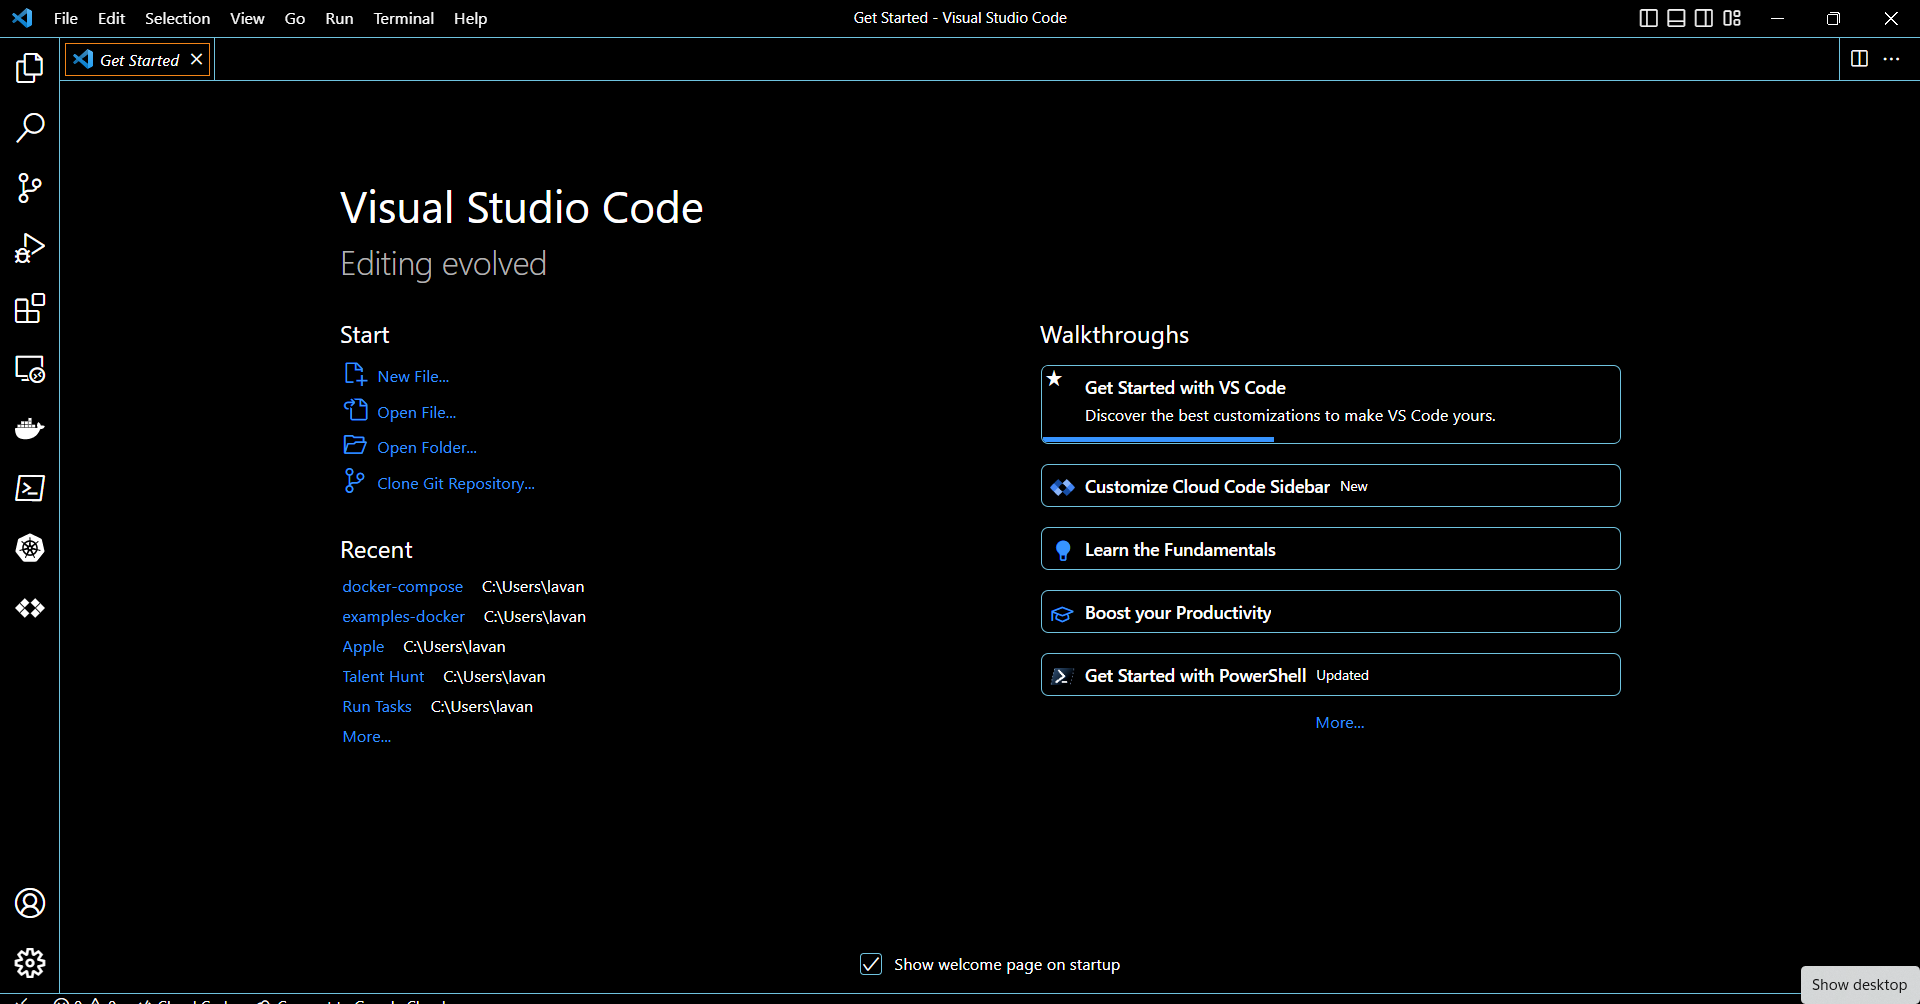 File Edit Selection View Go Run Terminal Help
Get Started - Visual Studio Code
Get Started
Visual Studio Code
Editing evolved
Start
New File...
Open File...
Open Folder...
Clone Git Repository...
Recent
docker-compose C:\Users\lavan
examples-docker C:\Users\lavan
Apple C:\Users\lavan
Talent Hunt C:\Users\lavan
Run Tasks C:\Users\lavan
More...
Walkthroughs
Get Started with VS Code
Discover the best customizations to make VS Code yours.
Customize Cloud Code Sidebar New
Learn the Fundamentals
Boost your Productivity
Get Started with PowerShell Updated
More...
Show welcome page on startup
Show desktop